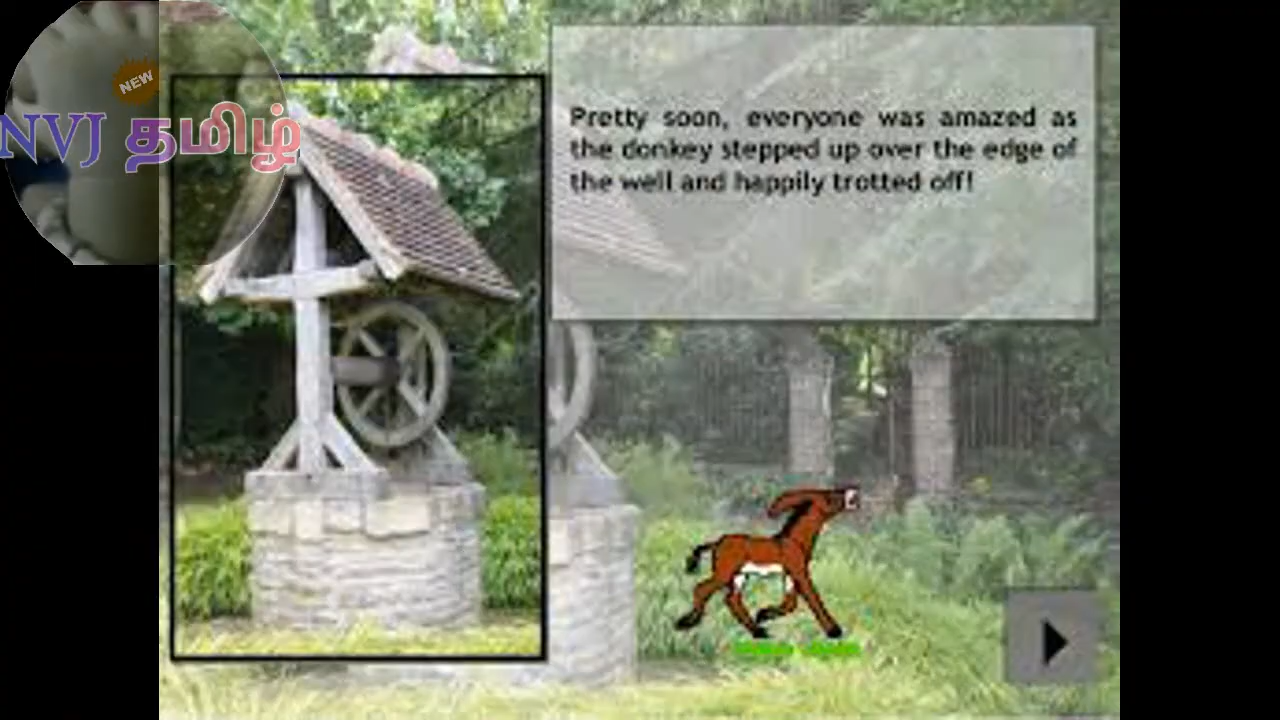 NEW
NVJ தமிழ்
Pretty soon, everyone was amazed as
the donkey stepped up over the edge of
the well and happily trotted off!